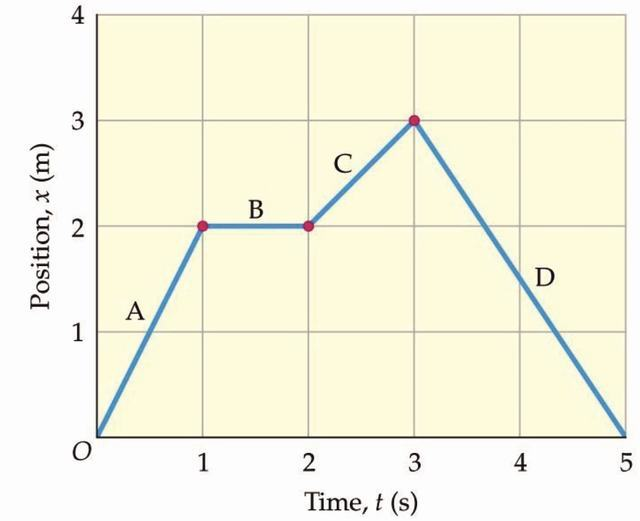 4
3
2
1
O
1 2 3 4 5
Position, x (m)
Time, t (s)
A
B
C
D